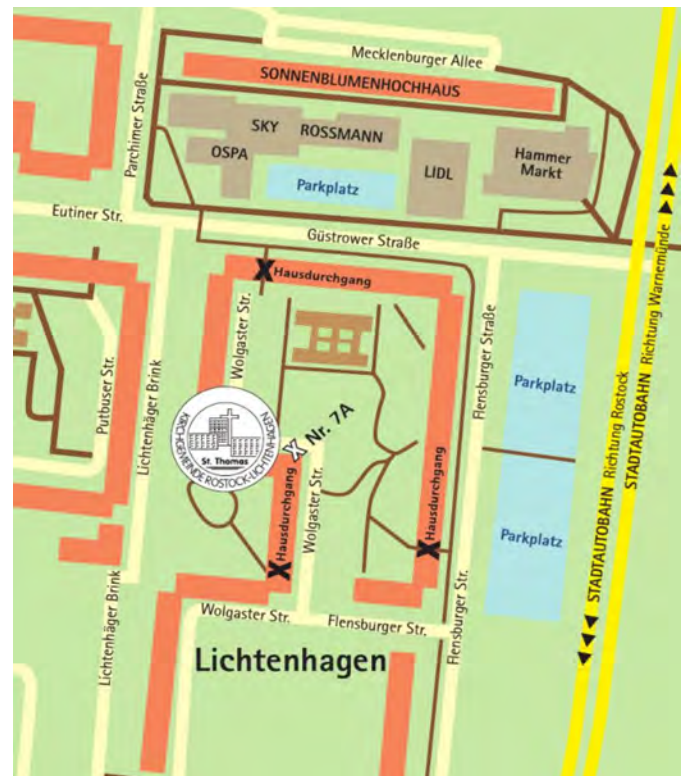 Mecklenburger Allee
SONNENBLUMENHOCHHAUS
Parchimer Straße
SKY
ROSSMANN
OSPA
Parkplatz
LIDL
Hammer
Markt
Eutiner Str.
Güstrower Straße
STADTAUTOBAHN Richtung Warnemünde
STADTAUTOBAHN Richtung Rostock
X Hausdurchgang
Wolgaster Str.
Flensburger Straße
Putbuser Str.
Lichtenhäger Brink
Parkplatz
KIRCHGEMEINDE ROSTOCK-LICHTENHAGEN
St. Thomas
X Nr. 7A
X Hausdurchgang
Wolgaster Str.
X Hausdurchgang
Parkplatz
Lichtenhäger Brink
Wolgaster Str.
Flensburger Str.
Flensburger Str.
Lichtenhagen